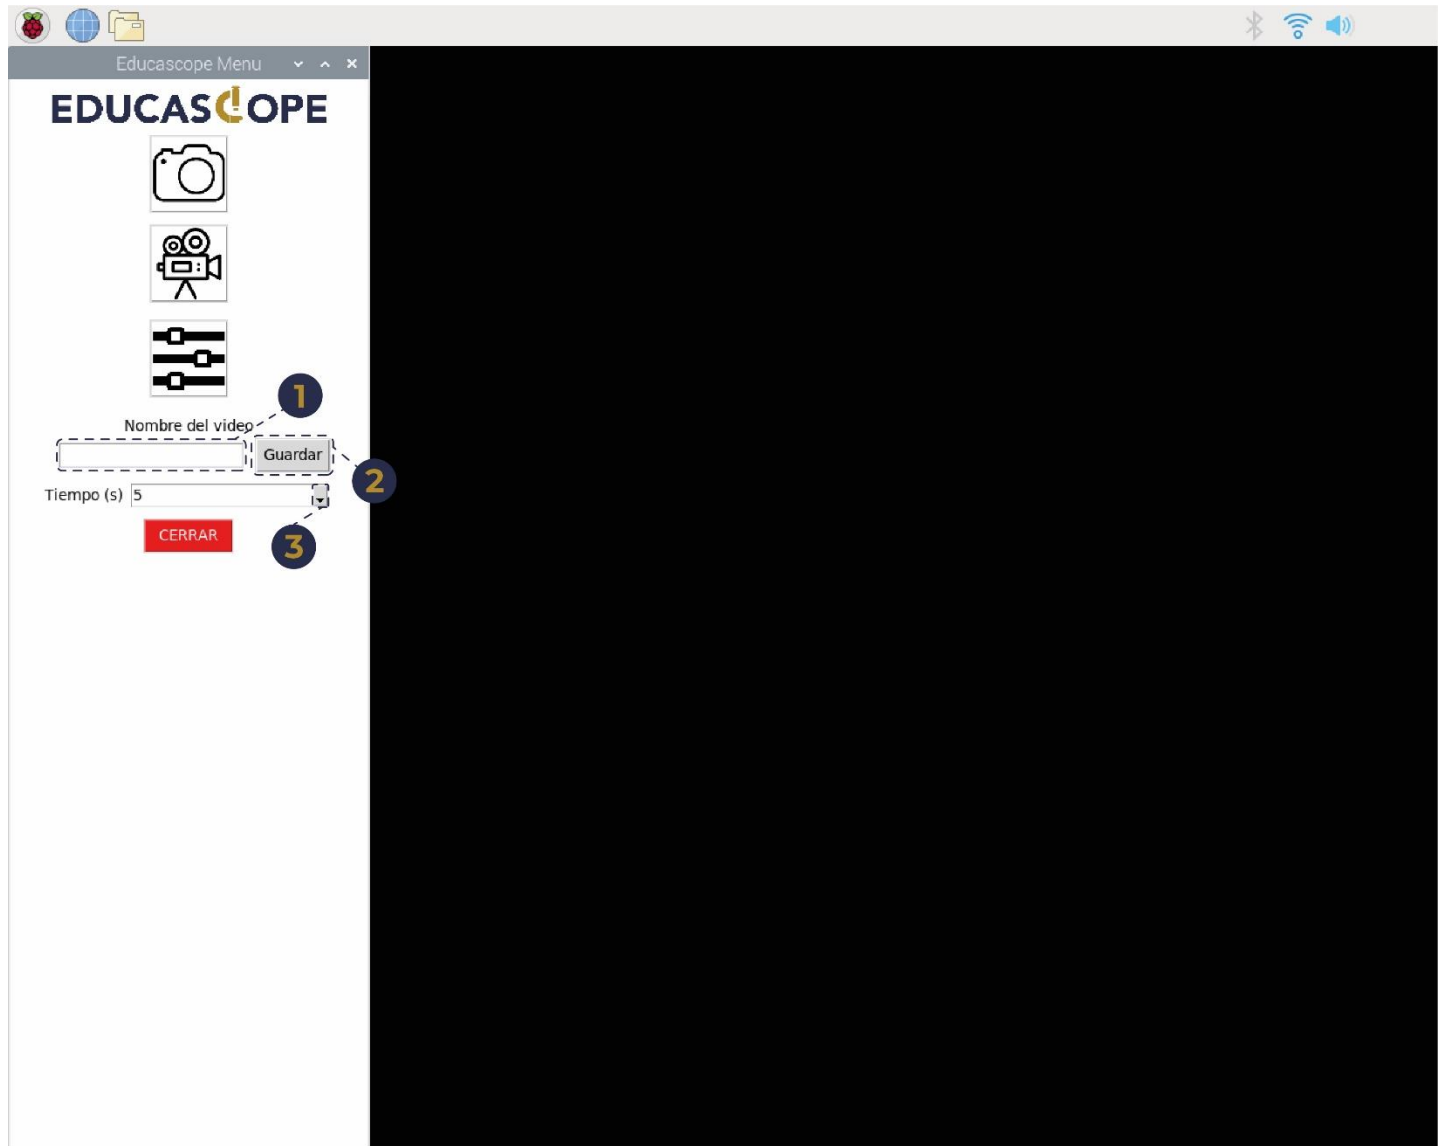 Educascope Menu
EDUCASCOPE
1
Nombre del video
Guardar
2
Tiempo (s) 5
CERRAR
3